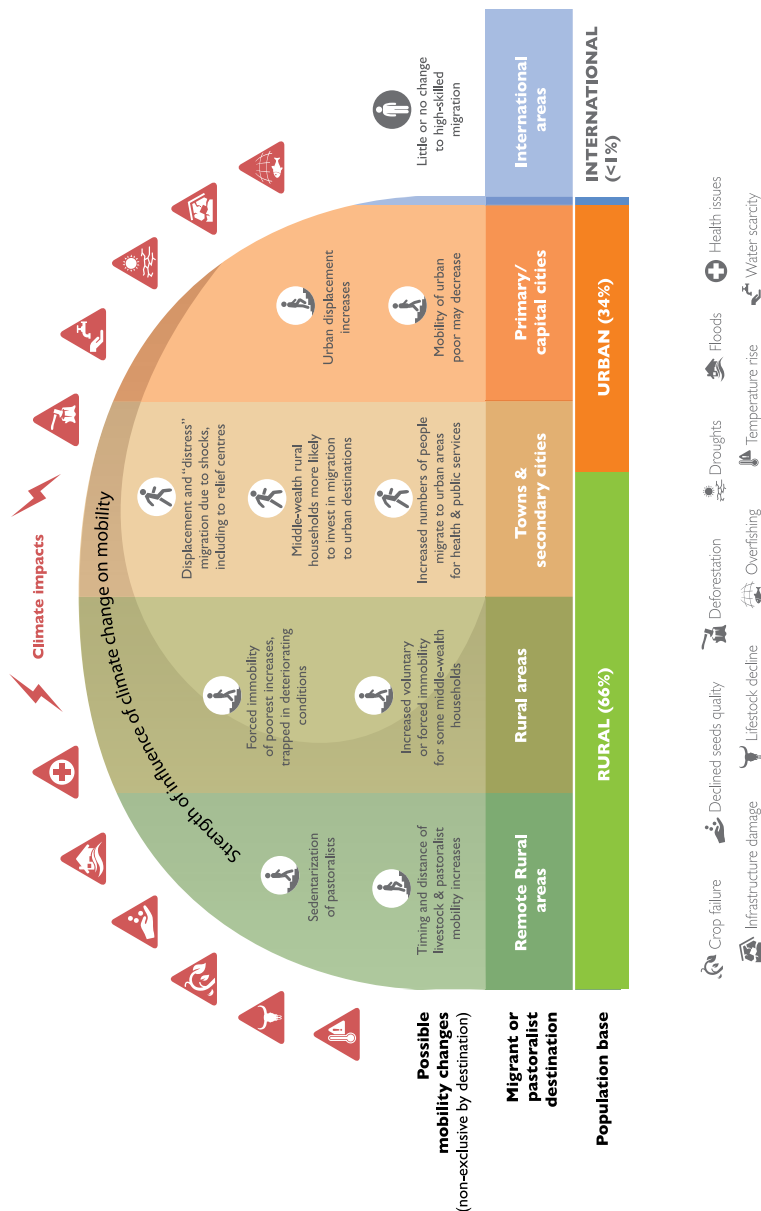 Climate impacts
Strength of influence of climate change on mobility
Possible
mobility changes
(non-exclusive by destination)
Sedentarization
of pastoralists
Timing and distance of
livestock & pastoralist
mobility increases
Forced immobility
of poorest increases,
trapped in deteriorating
conditions
Increased voluntary
or forced immobility
for some middle-wealth
households
Displacement and “distress”
migration due to shocks,
including to relief centres
Middle-wealth rural
households more likely
to invest in migration
to urban destinations
Increased numbers of people
migrate to urban areas
for health & public services
Urban displacement
increases
Mobility of urban
poor may decrease
Little or no change
to high-skilled
migration
Migrant or
pastoralist
destination
Remote Rural
areas
Rural areas
Towns &
secondary cities
Primary/
capital cities
International
areas
Population base
RURAL (66%)
URBAN (34%)
INTERNATIONAL
(<1%)
Crop failure
Declined seeds quality
Deforestation
Droughts
Floods
Health issues
Infrastructure damage
Livestock decline
Overfishing
Temperature rise
Water scarcity